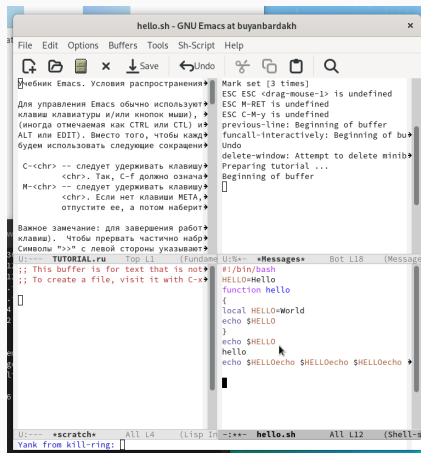 hello.sh - GNU Emacs at buyanbardakh
File Edit Options Buffers Tools Sh-Script Help
Save Undo
Учебник Emacs. Условия распространения
Для управления Emacs обычно используют
клавиш клавиатуры и/или кнопок мыши),
(иногда отмечаемая как CTRL или CTL) и
ALT или EDIT). Вместо того, чтобы кажд
будем использовать следующие сокращени
C-<chr> -- следует удерживать клавишу
<chr>. Так, C-f должно означа
M-<chr> -- следует удерживать клавишу
<chr>. Если нет клавиши META,
отпустите ее, а потом наберит
Важное замечание: для завершения работ
клавиш). Чтобы прервать частично набр
Символы ">>" с левой стороны указывают
U:--- TUTORIAL.ru Top L1 (Fundame
Mark set [3 times]
ESC ESC <drag-mouse-1> is undefined
ESC M-RET is undefined
ESC C-M-y is undefined
previous-line: Beginning of buffer
funcall-interactively: Beginning of bu
Undo
delete-window: Attempt to delete minib
Preparing tutorial ...
Beginning of buffer
U:%*- *Messages* Bot L18 (Message
;; This buffer is for text that is not
;; To create a file, visit it with C-x
U:--- *scratch* All L4 (Lisp In
#!/bin/bash
HELLO=Hello
function hello
{
local HELLO=World
echo $HELLO
}
echo $HELLO
hello
echo $HELLOecho $HELLOecho $HELLOecho
-:**- hello.sh All L12 (Shell-s
Yank from kill-ring: